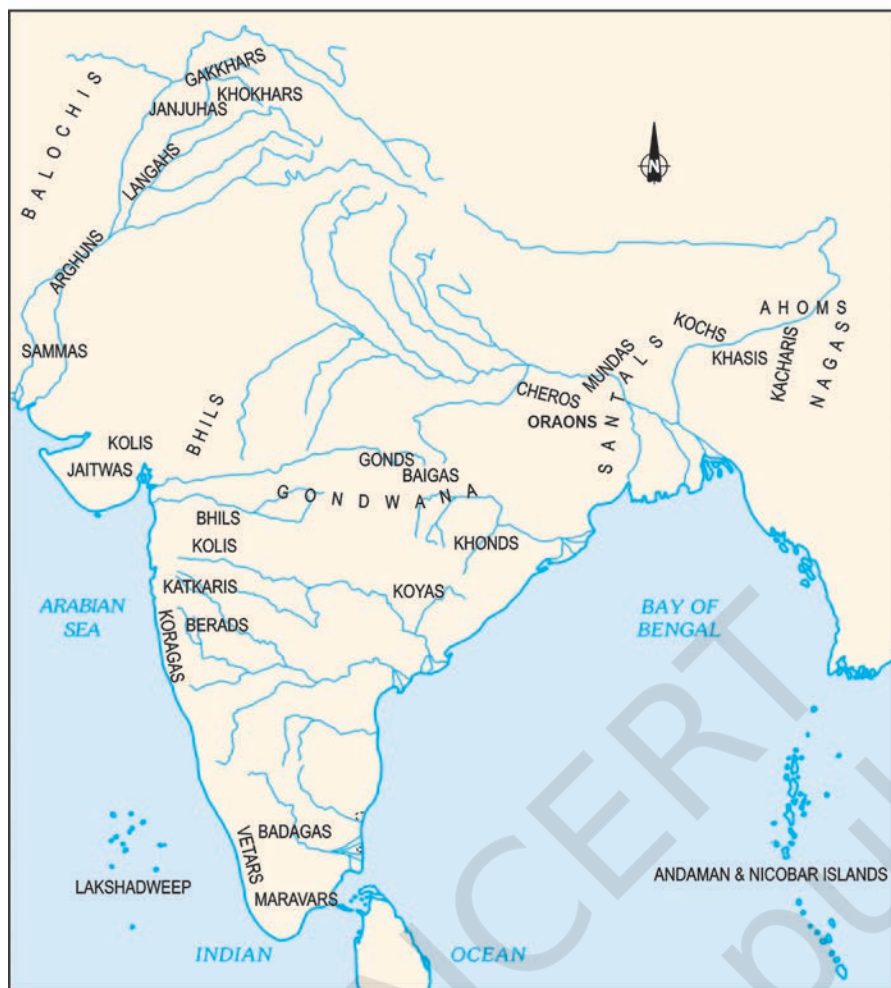 GAKKHARS
KHOKHARS
JANJUHAS
BALOCHIS
LANGAHS
N
ARGHUNS
SAMMAS
AHOMS
KOCHS
KHASIS
KACHARIS
NAGAS
MUNDAS
CHEROS
SANTALS
ORAONS
BHILS
KOLIS
JAITWAS
GONDS
BAIGAS
GONDWANA
BHILS
KOLIS
KHONDS
KATKARIS
KOYAS
BERADS
KORAGAS
ARABIAN
SEA
BAY OF
BENGAL
BADAGAS
VETARS
MARAVARS
LAKSHADWEEP
ANDAMAN & NICOBAR ISLANDS
INDIAN
OCEAN
NCERT